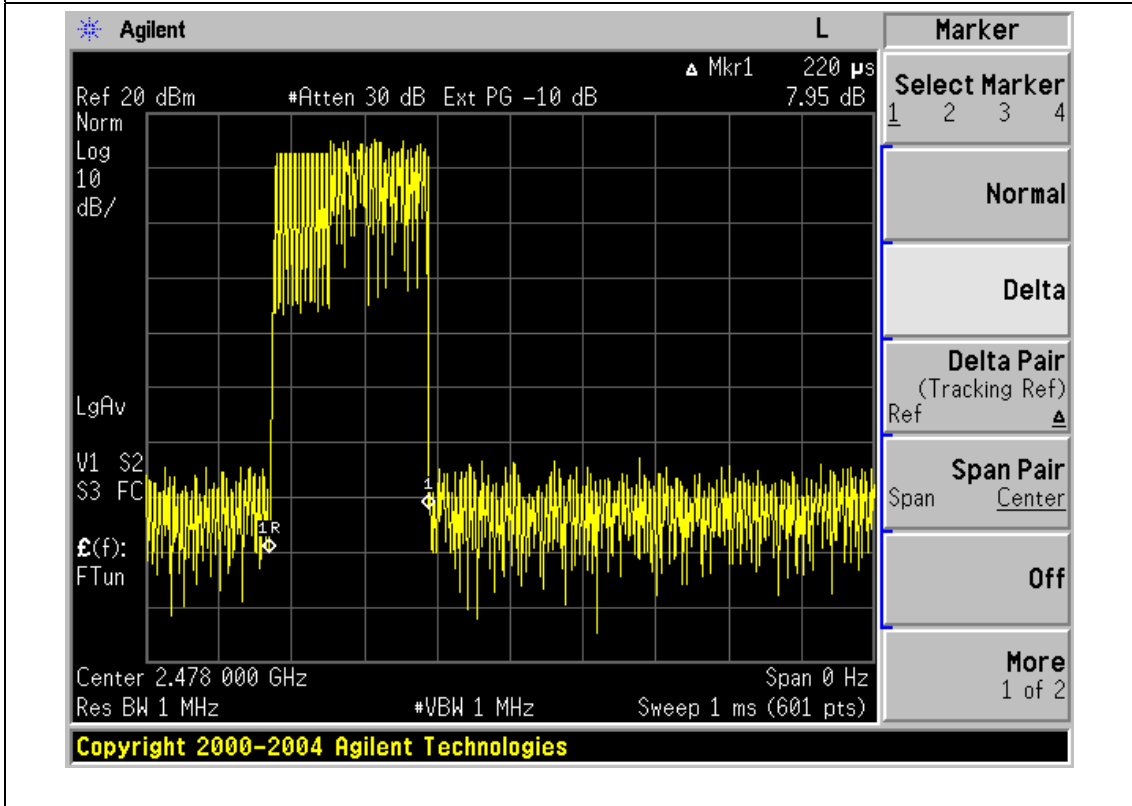 Agilent L
Δ Mkr1 220 µs
Ref 20 dBm #Atten 30 dB Ext PG –10 dB 7.95 dB
Norm
Log
10
dB/
LgAv
V1 S2
S3 FC
£(f):
FTun
1R
1
Center 2.478 000 GHz Span 0 Hz
Res BW 1 MHz #VBW 1 MHz Sweep 1 ms (601 pts)
Copyright 2000–2004 Agilent Technologies
Marker
Select Marker
1 2 3 4
Normal
Delta
Delta Pair
(Tracking Ref)
Ref Δ
Span Pair
Span Center
Off
More
1 of 2